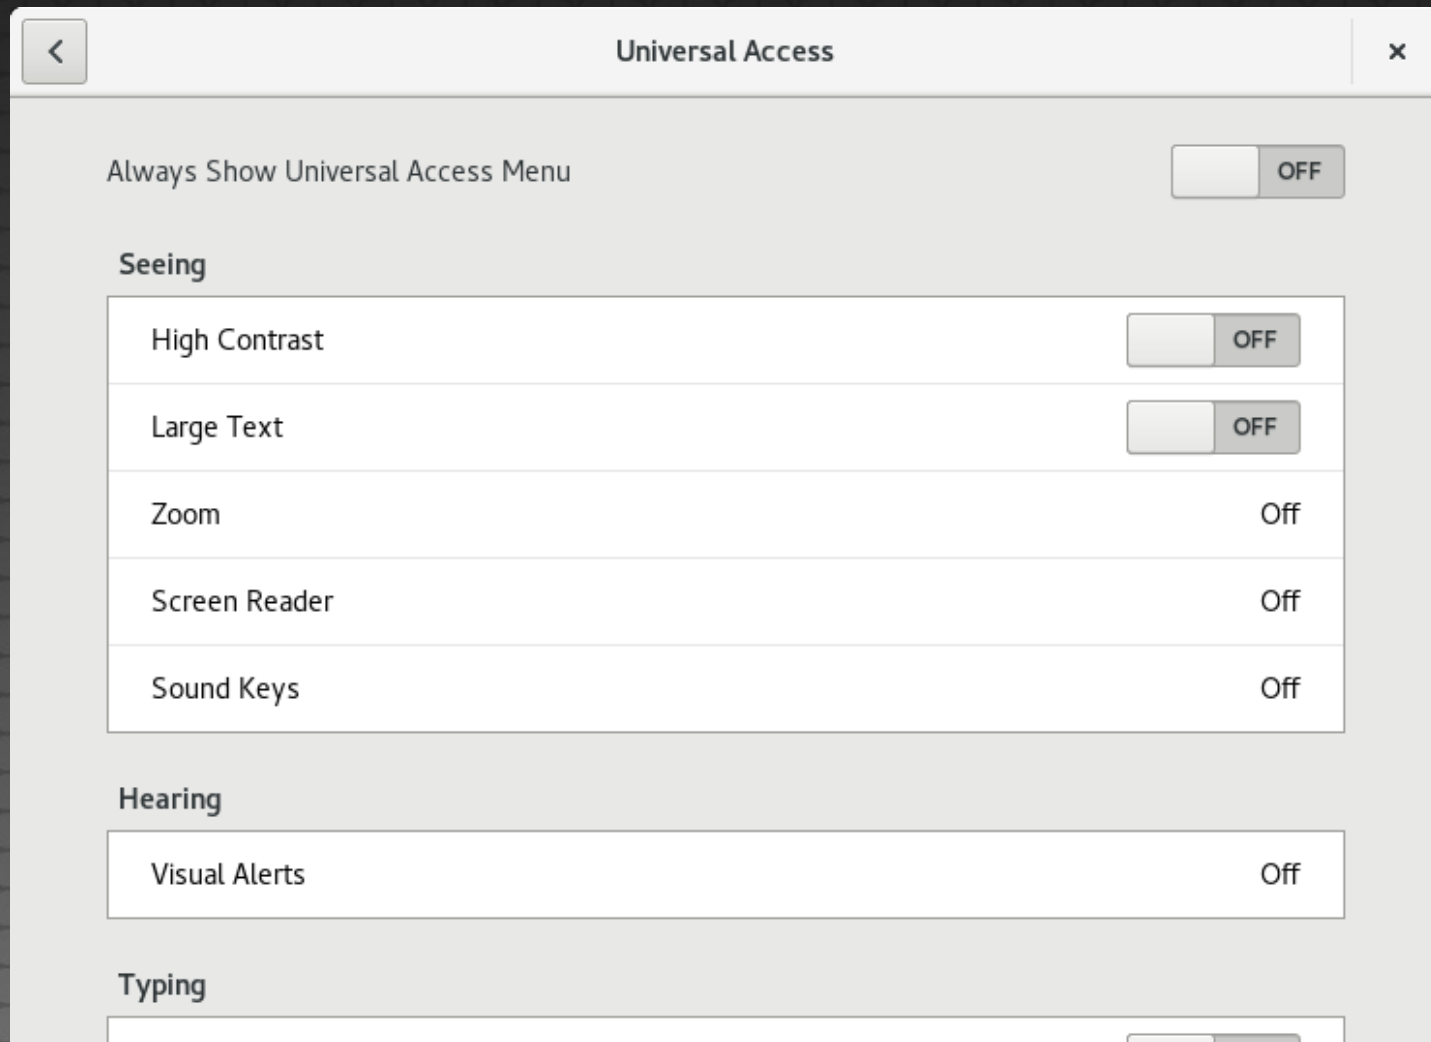 Universal Access
Always Show Universal Access Menu OFF
Seeing
High Contrast OFF
Large Text OFF
Zoom Off
Screen Reader Off
Sound Keys Off
Hearing
Visual Alerts Off
Typing